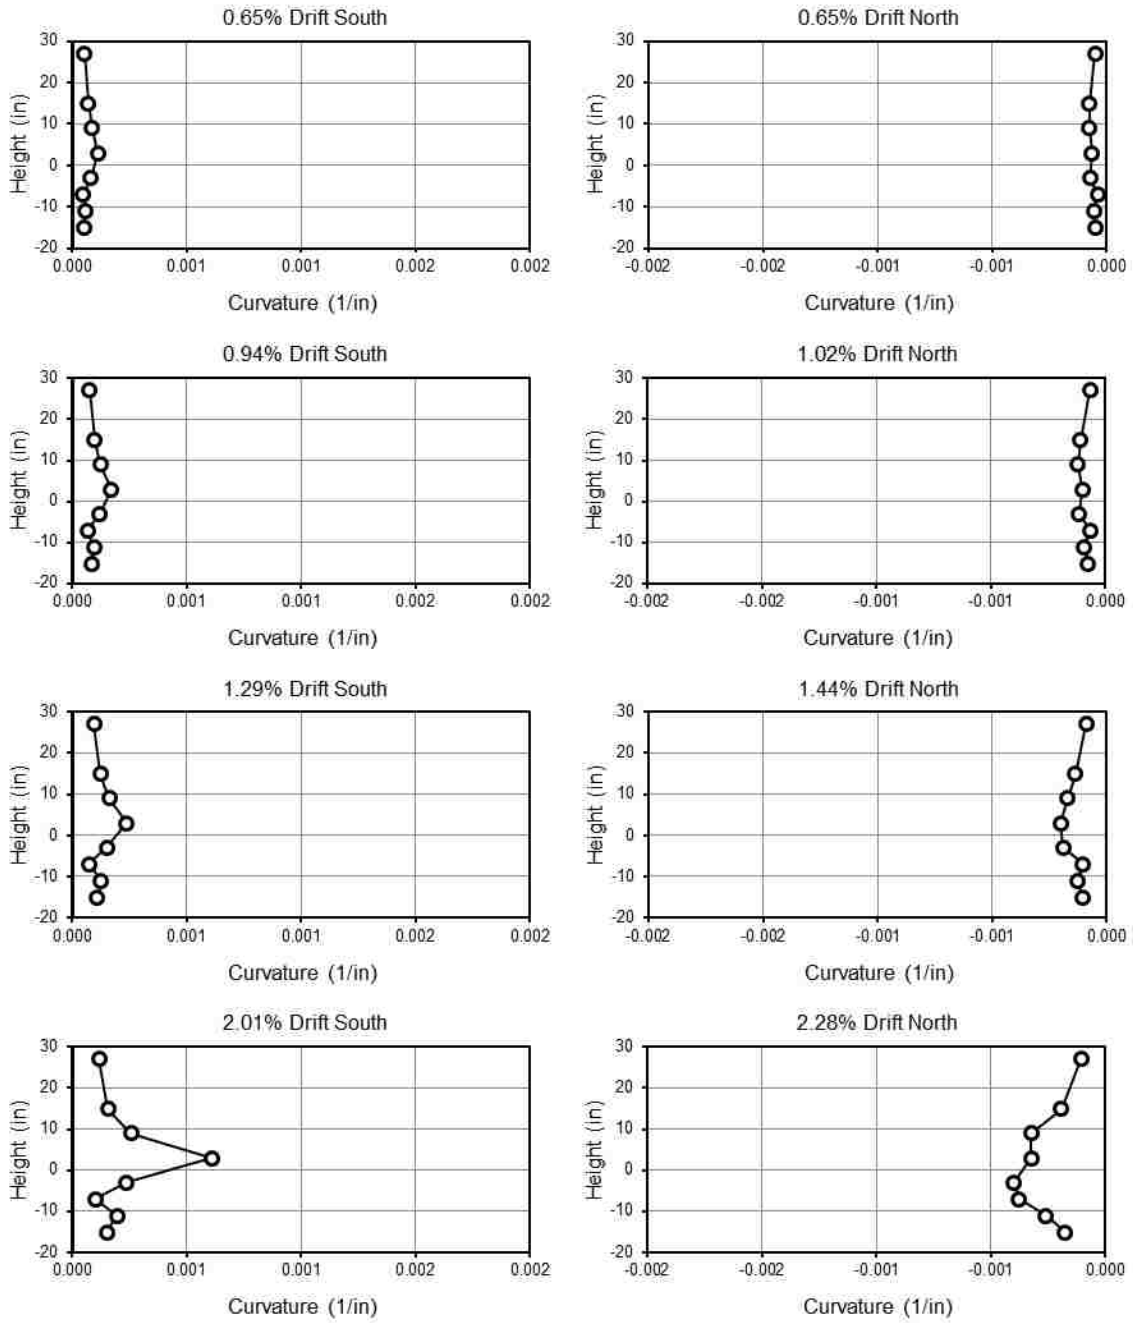 0.65% Drift South
30
20
10
0
-10
-20
Height (in)
0.000 0.001 0.001 0.002 0.002
Curvature (1/in)
0.65% Drift North
30
20
10
0
-10
-20
Height (in)
-0.002 -0.002 -0.001 -0.001 0.000
Curvature (1/in)
0.94% Drift South
30
20
10
0
-10
-20
Height (in)
0.000 0.001 0.001 0.002 0.002
Curvature (1/in)
1.02% Drift North
30
20
10
0
-10
-20
Height (in)
-0.002 -0.002 -0.001 -0.001 0.000
Curvature (1/in)
1.29% Drift South
30
20
10
0
-10
-20
Height (in)
0.000 0.001 0.001 0.002 0.002
Curvature (1/in)
1.44% Drift North
30
20
10
0
-10
-20
Height (in)
-0.002 -0.002 -0.001 -0.001 0.000
Curvature (1/in)
2.01% Drift South
30
20
10
0
-10
-20
Height (in)
0.000 0.001 0.001 0.002 0.002
Curvature (1/in)
2.28% Drift North
30
20
10
0
-10
-20
Height (in)
-0.002 -0.002 -0.001 -0.001 0.000
Curvature (1/in)